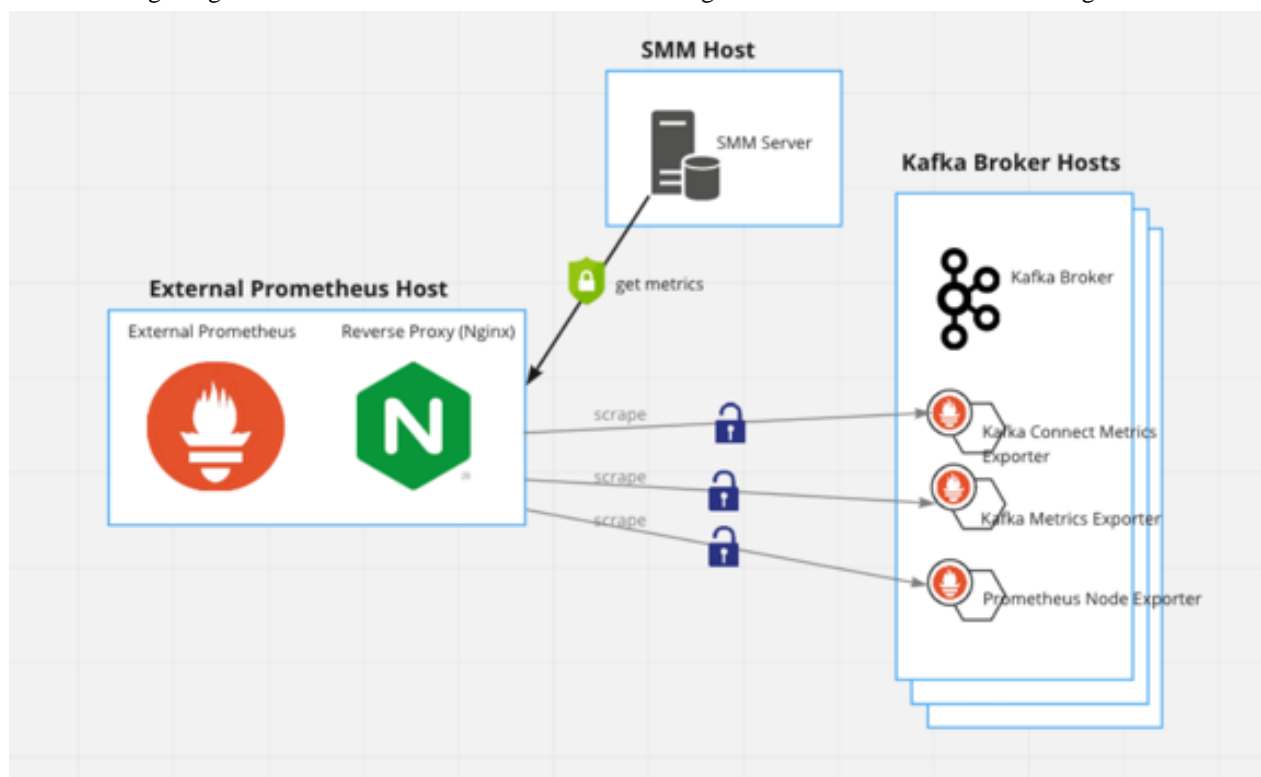 SMM Host
SMM Server
Kafka Broker Hosts
Kafka Broker
get metrics
External Prometheus Host
External Prometheus
Reverse Proxy (Nginx)
N
scrape
Kafka Connect Metrics
Exporter
scrape
Kafka Metrics Exporter
scrape
Prometheus Node Exporter